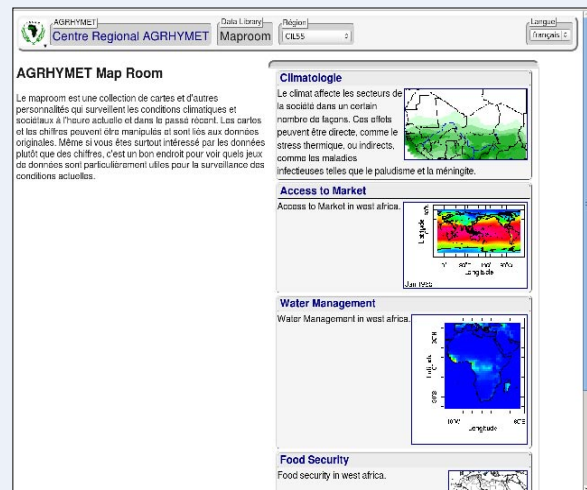 AGRHYMET
Centre Regional AGRHYMET
Data Library
Maproom
Région
CILSS
Langue
français
AGRHYMET Map Room
Le maproom est une collection de cartes et d'autres
personnalités qui surveillent les conditions climatiques et
sociétaux à l'heure actuelle et dans le passé récent. Les cartes
et les chiffres peuvent être manipulés et sont liés aux données
originales. Même si vous êtes surtout intéressé par les données
plutôt que des chiffres, c'est un bon endroit pour voir quels jeux
de données sont particulièrement utiles pour la surveillance des
conditions actuelles.
Climatologie
Le climat affecte les secteurs de
la société dans un certain
nombre de façons. Ces effets
peuvent être directe, comme le
stress thermique, ou indirects,
comme les maladies
infectieuses telles que le paludisme et la méningite.
Access to Market
Access to Market in west africa.
Latitude
Longitude
Water Management
Water Management in west africa.
Latitude
Longitude
Food Security
Food security in west africa.